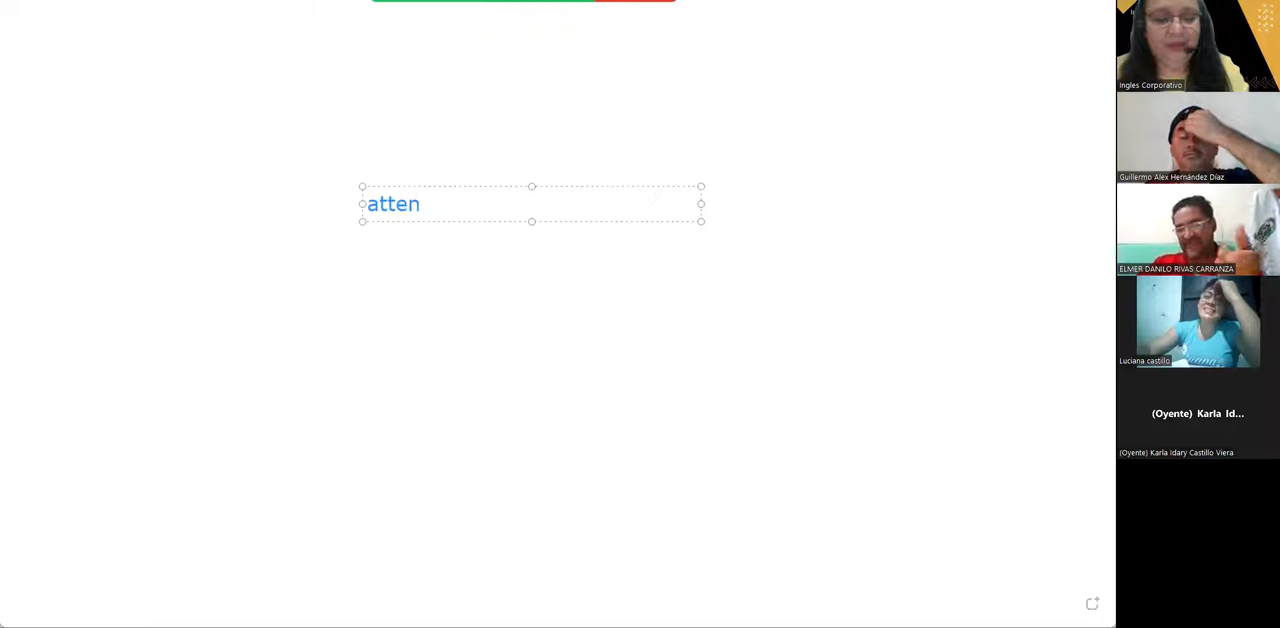 atten
Ingles Corporativo
Guillermo Alex Hernández Díaz
ELMER DANILO RIVAS CARRANZA
Luciana castillo
(Oyente) Karla Id...
(Oyente) Karla Idary Castillo Viera